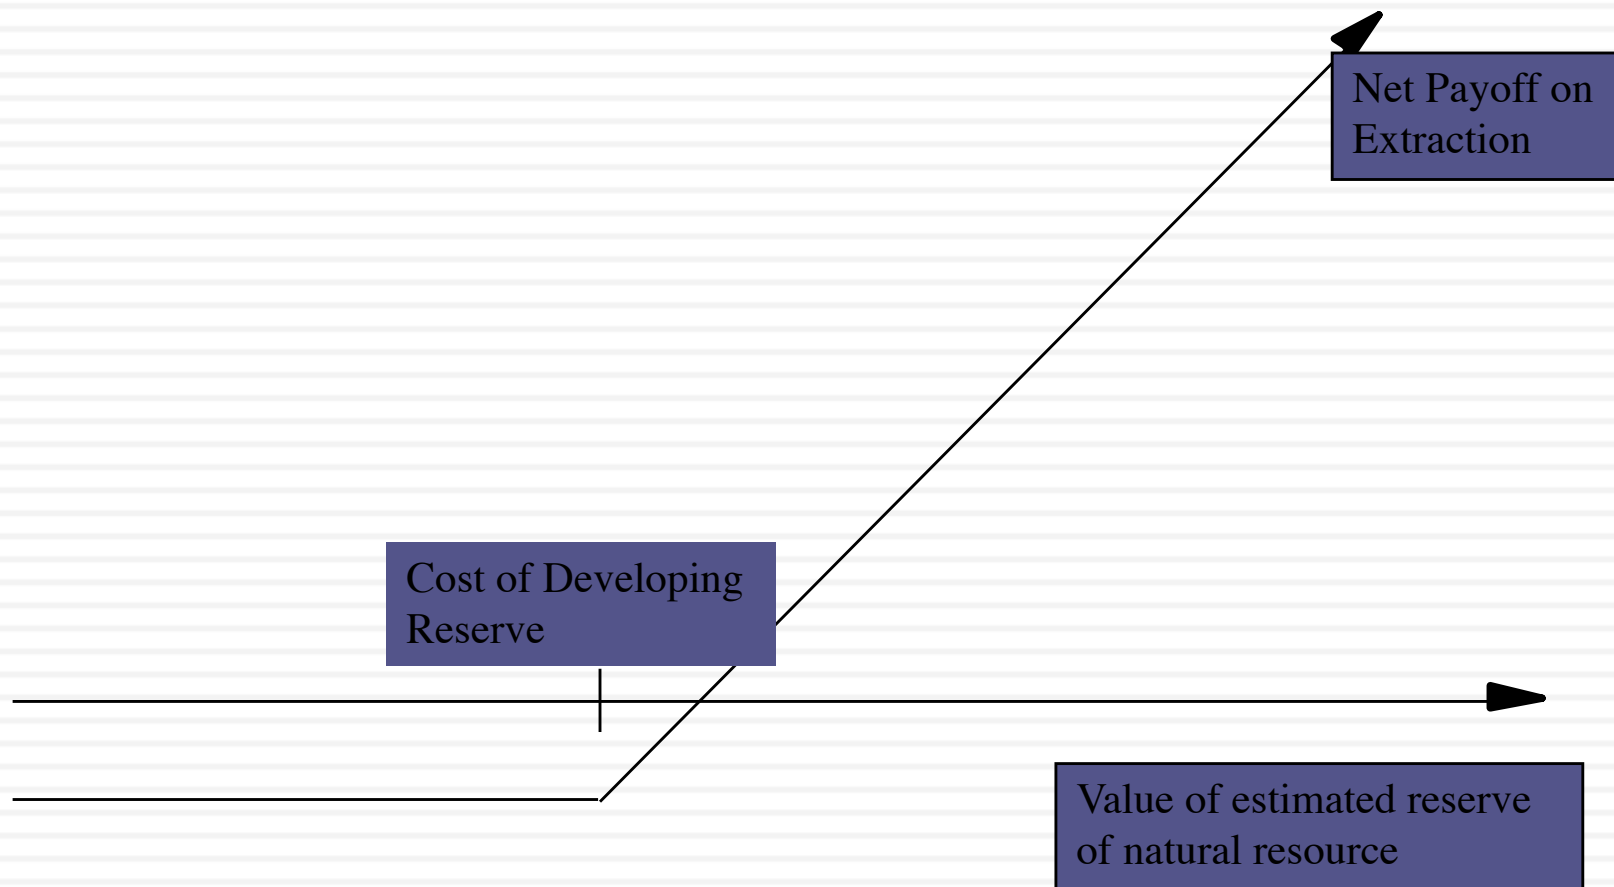 Net Payoff on
Extraction
Cost of Developing
Reserve
Value of estimated reserve
of natural resource